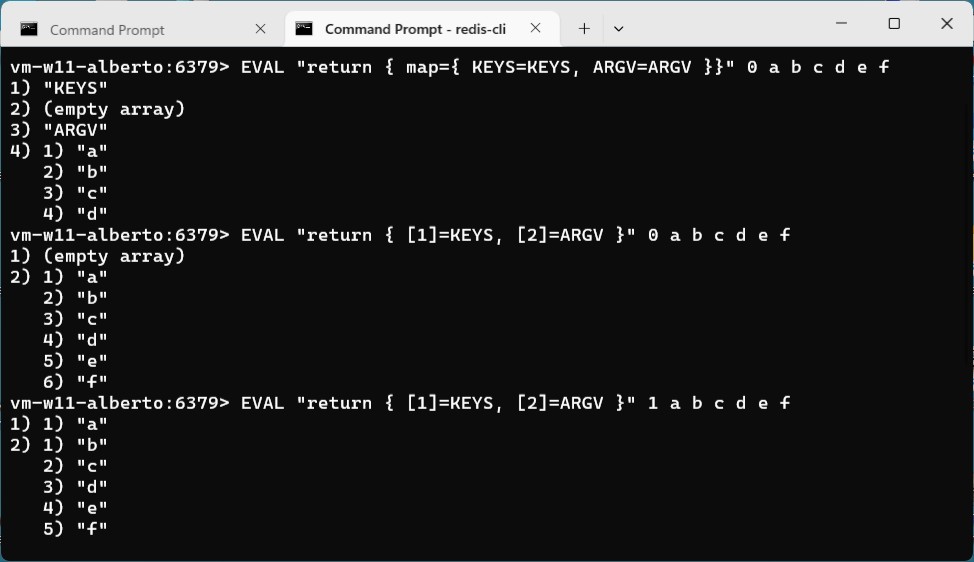 Command Prompt
Command Prompt - redis-cli
vm-w11-alberto:6379> EVAL "return { map={ KEYS=KEYS, ARGV=ARGV }}" 0 a b c d e f
1) "KEYS"
2) (empty array)
3) "ARGV"
4) 1) "a"
   2) "b"
   3) "c"
   4) "d"
vm-w11-alberto:6379> EVAL "return { [1]=KEYS, [2]=ARGV }" 0 a b c d e f
1) (empty array)
2) 1) "a"
   2) "b"
   3) "c"
   4) "d"
   5) "e"
   6) "f"
vm-w11-alberto:6379> EVAL "return { [1]=KEYS, [2]=ARGV }" 1 a b c d e f
1) 1) "a"
2) 1) "b"
   2) "c"
   3) "d"
   4) "e"
   5) "f"